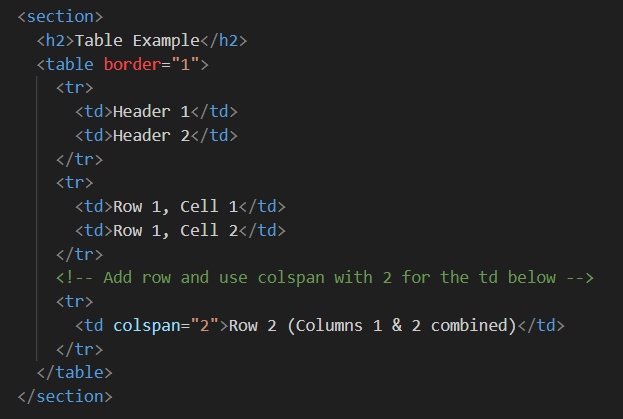 <section>
<h2>Table Example</h2>
<table border="1">
<tr>
<td>Header 1</td>
<td>Header 2</td>
</tr>
<tr>
<td>Row 1, Cell 1</td>
<td>Row 1, Cell 2</td>
</tr>
<!-- Add row and use colspan with 2 for the td below -->
<tr>
<td colspan="2">Row 2 (Columns 1 & 2 combined)</td>
</tr>
</table>
</section>